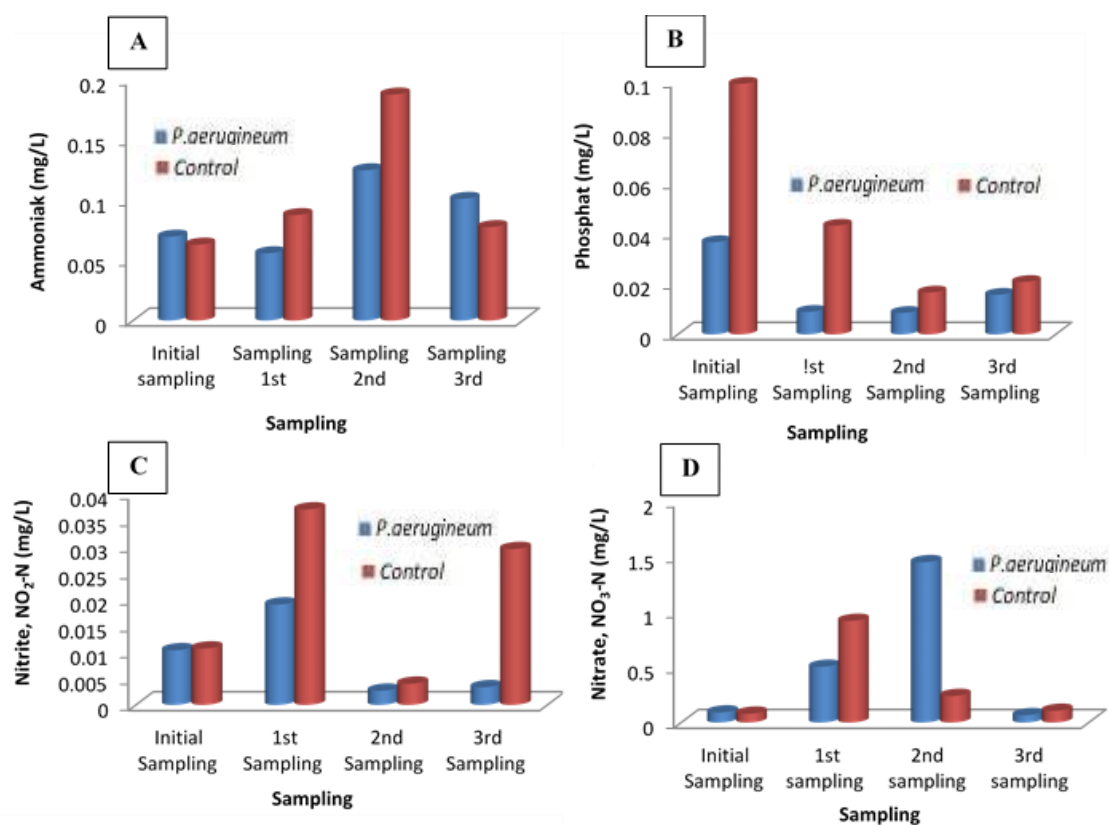 A
Ammoniak (mg/L)
0.2
0.15
0.1
0.05
0
P.aerugineum
Control
Initial sampling
Sampling 1st
Sampling 2nd
Sampling 3rd
Sampling
B
Phosphat (mg/L)
0.1
0.08
0.06
0.04
0.02
0
P.aerugineum
Control
Initial Sampling
!st Sampling
2nd Sampling
3rd Sampling
Sampling
C
Nitrite, NO₂-N (mg/L)
0.04
0.035
0.03
0.025
0.02
0.015
0.01
0.005
0
P.aerugineum
Control
Initial Sampling
1st Sampling
2nd Sampling
3rd Sampling
Sampling
D
Nitrate, NO₃-N (mg/L)
2
1.5
1
0.5
0
P.aerugineum
Control
Initial Sampling
1st sampling
2nd sampling
3rd sampling
Sampling